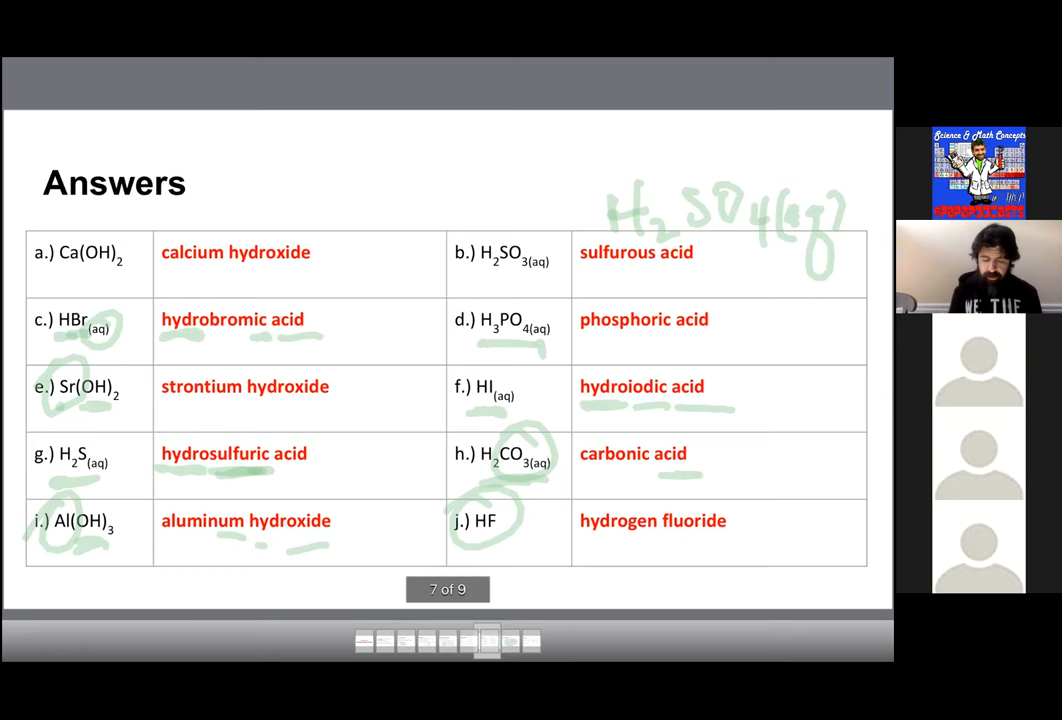 Science & Math Concepts
H₂SO₄(aq)
Answers
a.) Ca(OH)₂ calcium hydroxide b.) H₂SO₃(aq) sulfurous acid
c.) HBr(aq) hydrobromic acid d.) H₃PO₄(aq) phosphoric acid
e.) Sr(OH)₂ strontium hydroxide f.) HI(aq) hydroiodic acid
g.) H₂S(aq) hydrosulfuric acid h.) H₂CO₃(aq) carbonic acid
i.) Al(OH)₃ aluminum hydroxide j.) HF hydrogen fluoride
7 of 9